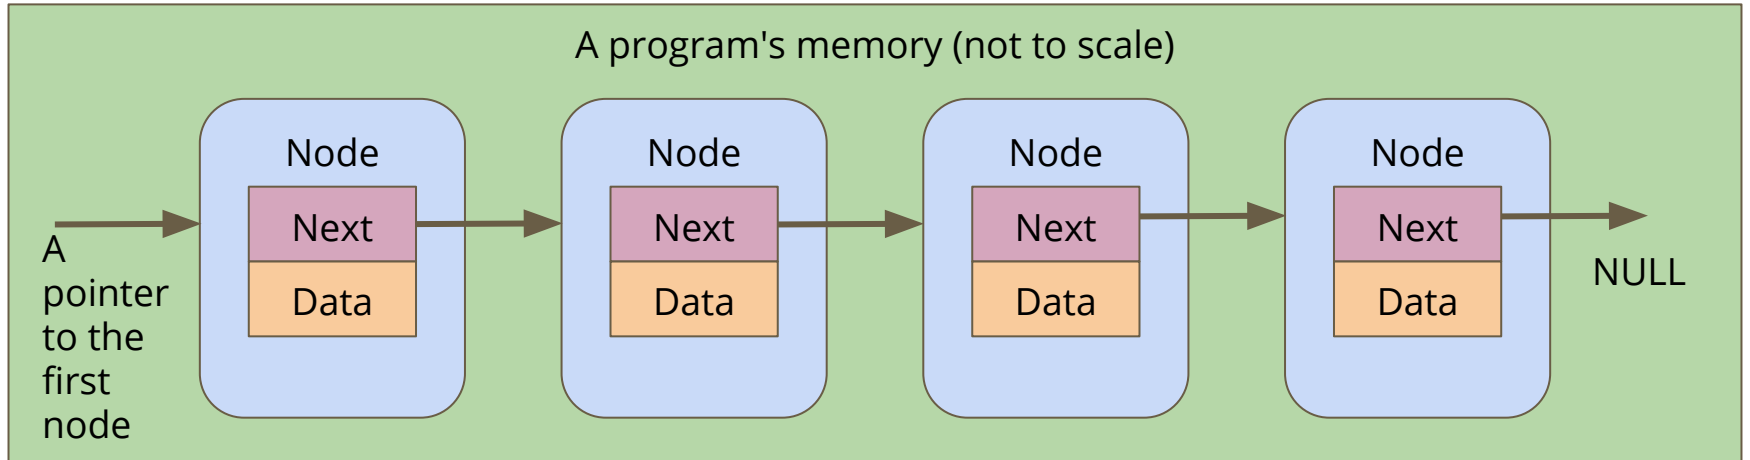 A program's memory (not to scale)
A
pointer
to the
first
node
Node
Next
Data
Node
Next
Data
Node
Next
Data
Node
Next
Data
NULL